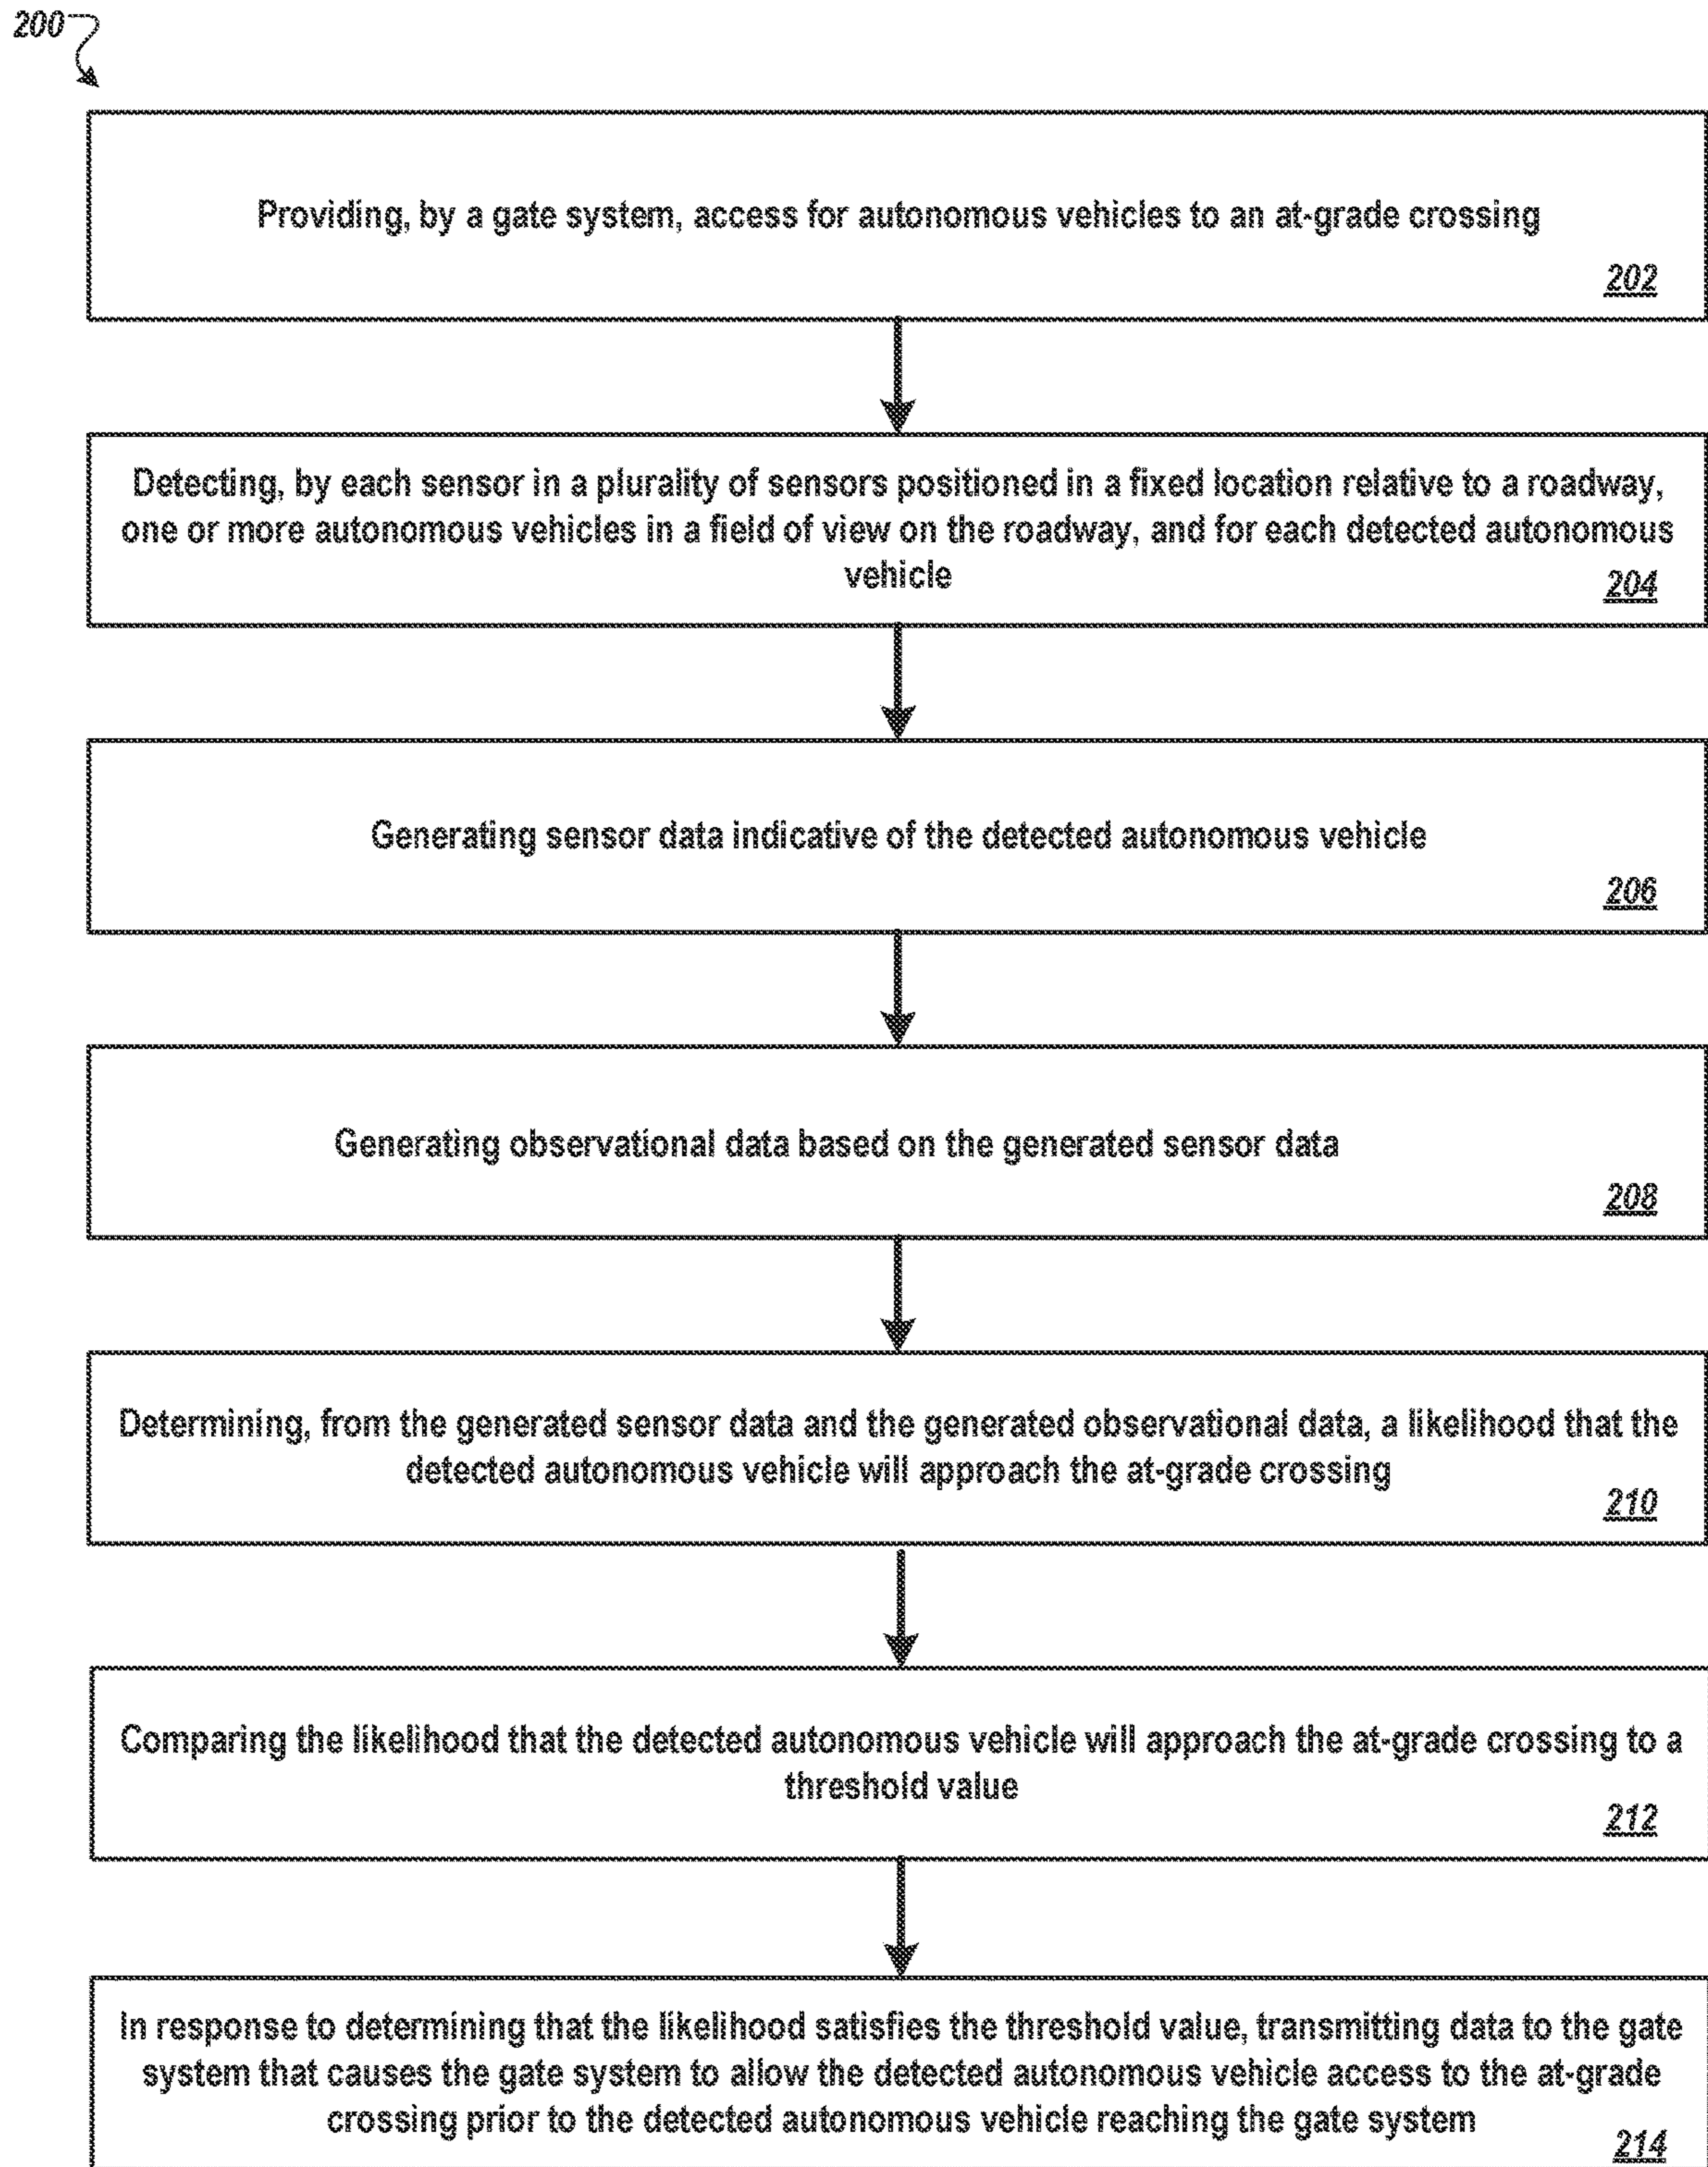 200
Providing, by a gate system, access for autonomous vehicles to an at-grade crossing
202
Detecting, by each sensor in a plurality of sensors positioned in a fixed location relative to a roadway,
one or more autonomous vehicles in a field of view on the roadway, and for each detected autonomous
vehicle
204
Generating sensor data indicative of the detected autonomous vehicle
206
Generating observational data based on the generated sensor data
208
Determining, from the generated sensor data and the generated observational data, a likelihood that the
detected autonomous vehicle will approach the at-grade crossing
210
Comparing the likelihood that the detected autonomous vehicle will approach the at-grade crossing to a
threshold value
212
In response to determining that the likelihood satisfies the threshold value, transmitting data to the gate
system that causes the gate system to allow the detected autonomous vehicle access to the at-grade
crossing prior to the detected autonomous vehicle reaching the gate system
214